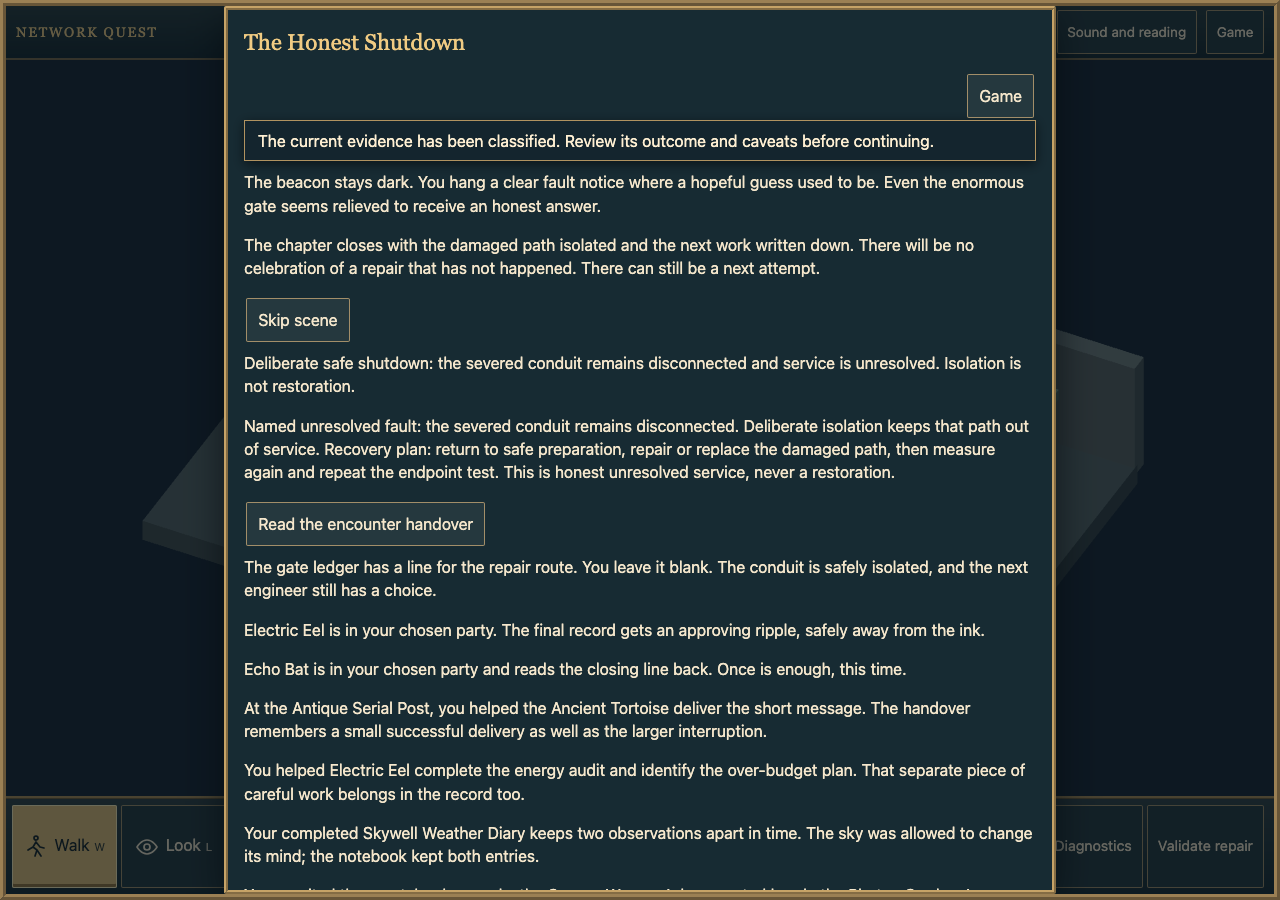 NETWORK QUEST
The Honest Shutdown
Sound and reading
Game
Game
The current evidence has been classified. Review its outcome and caveats before continuing.
The beacon stays dark. You hang a clear fault notice where a hopeful guess used to be. Even the enormous
gate seems relieved to receive an honest answer.
The chapter closes with the damaged path isolated and the next work written down. There will be no
celebration of a repair that has not happened. There can still be a next attempt.
Skip scene
Deliberate safe shutdown: the severed conduit remains disconnected and service is unresolved. Isolation is
not restoration.
Named unresolved fault: the severed conduit remains disconnected. Deliberate isolation keeps that path out
of service. Recovery plan: return to safe preparation, repair or replace the damaged path, then measure
again and repeat the endpoint test. This is honest unresolved service, never a restoration.
Read the encounter handover
The gate ledger has a line for the repair route. You leave it blank. The conduit is safely isolated, and the next
engineer still has a choice.
Electric Eel is in your chosen party. The final record gets an approving ripple, safely away from the ink.
Echo Bat is in your chosen party and reads the closing line back. Once is enough, this time.
At the Antique Serial Post, you helped the Ancient Tortoise deliver the short message. The handover
remembers a small successful delivery as well as the larger interruption.
You helped Electric Eel complete the energy audit and identify the over-budget plan. That separate piece of
careful work belongs in the record too.
Your completed Skywell Weather Diary keeps two observations apart in time. The sky was allowed to change
its mind; the notebook kept both entries.
Walk W
Look L
Diagnostics
Validate repair